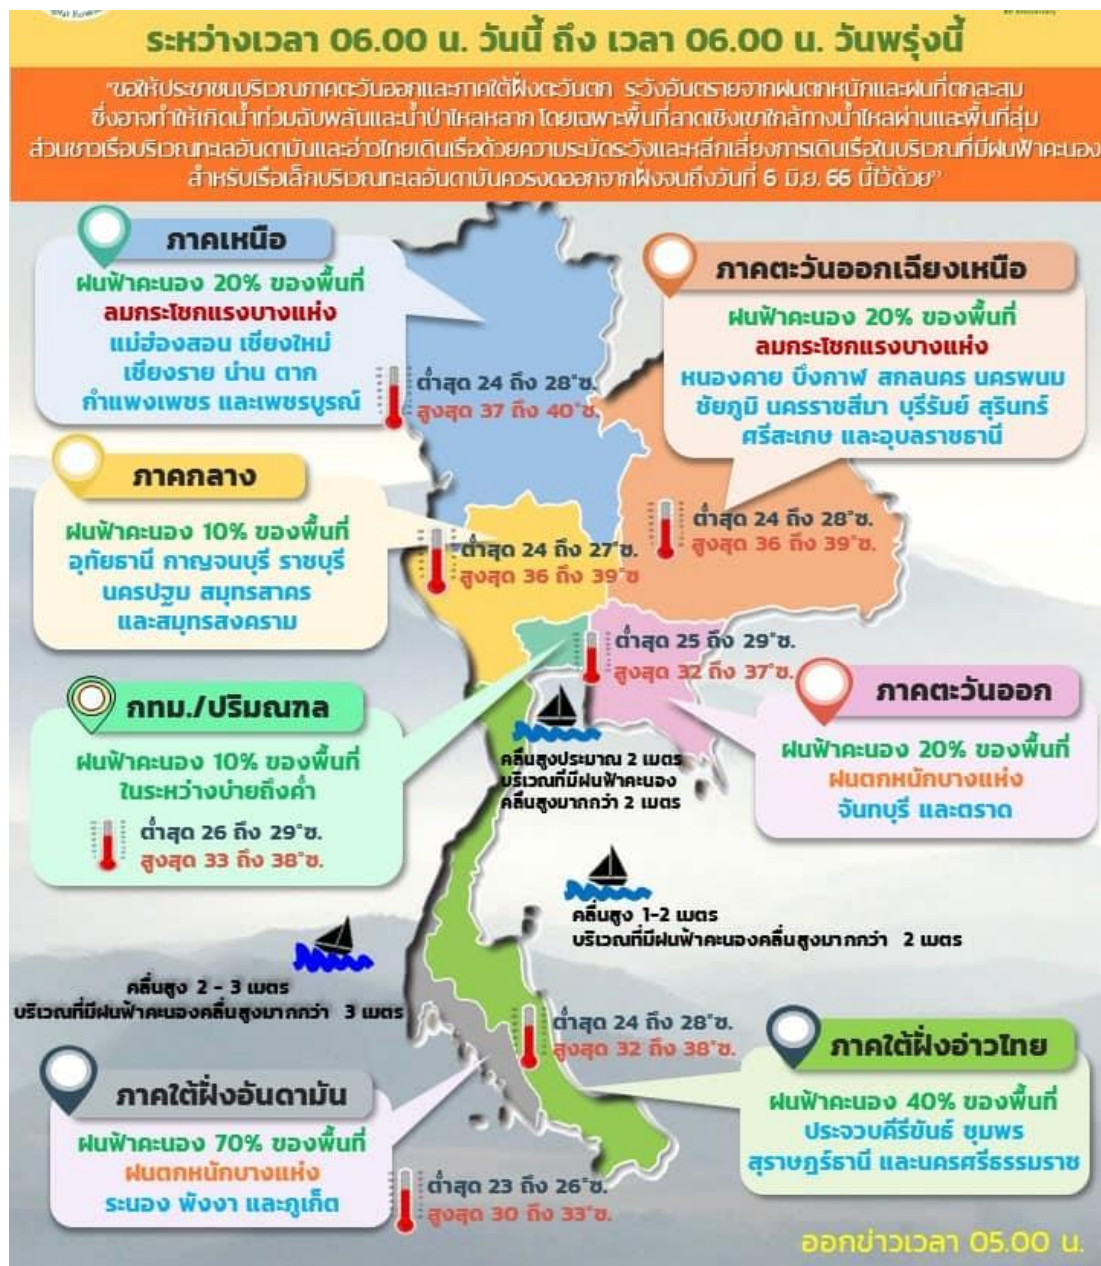 ระหว่างเวลา 06.00 น. วันนี้ ถึง เวลา 06.00 น. วันพรุ่งนี้
"ขอให้ประชาชนบริเวณภาคตะวันออกและภาคใต้ฝั่งตะวันตก ระวังอันตรายจากฝนตกหนักและฝนที่ตกสะสม
ซึ่งอาจทำให้เกิดน้ำท่วมฉับพลันและน้ำป่าไหลหลาก โดยเฉพาะพื้นที่ลาดเชิงเขาใกล้ทางน้ำไหลผ่านและพื้นที่ลุ่ม
ส่วนชาวเรือบริเวณทะเลอันดามันและอ่าวไทยเดินเรือด้วยความระมัดระวังและหลีกเลี่ยงการเดินเรือในบริเวณที่มีฝนฟ้าคะนอง
สำหรับเรือเล็กบริเวณทะเลอันดามันควรงดออกจากฝั่งจนถึงวันที่ 6 มิ.ย. 66 นี้ไว้ด้วย"
ภาคเหนือ
ฝนฟ้าคะนอง 20% ของพื้นที่
ลมกระโชกแรงบางแห่ง
แม่ฮ่องสอน เชียงใหม่
เชียงราย น่าน ตาก
กำแพงเพชร และเพชรบูรณ์
ต่ำสุด 24 ถึง 28°ซ.
สูงสุด 37 ถึง 40°ซ.
ภาคตะวันออกเฉียงเหนือ
ฝนฟ้าคะนอง 20% ของพื้นที่
ลมกระโชกแรงบางแห่ง
หนองคาย บึงกาฬ สกลนคร นครพนม
ชัยภูมิ นครราชสีมา บุรีรัมย์ สุรินทร์
ศรีสะเกษ และอุบลราชธานี
ต่ำสุด 24 ถึง 28°ซ.
สูงสุด 36 ถึง 39°ซ.
ภาคกลาง
ฝนฟ้าคะนอง 10% ของพื้นที่
อุทัยธานี กาญจนบุรี ราชบุรี
นครปฐม สมุทรสาคร
และสมุทรสงคราม
ต่ำสุด 24 ถึง 27°ซ.
สูงสุด 36 ถึง 39°ซ
ต่ำสุด 25 ถึง 29°ซ.
สูงสุด 32 ถึง 37°ซ.
ภาคตะวันออก
ฝนฟ้าคะนอง 20% ของพื้นที่
ฝนตกหนักบางแห่ง
จันทบุรี และตราด
กทม./ปริมณฑล
ฝนฟ้าคะนอง 10% ของพื้นที่
ในระหว่างบ่ายถึงค่ำ
ต่ำสุด 26 ถึง 29°ซ.
สูงสุด 33 ถึง 38°ซ.
คลื่นสูงประมาณ 2 เมตร
บริเวณที่มีฝนฟ้าคะนอง
คลื่นสูงมากกว่า 2 เมตร
คลื่นสูง 1-2 เมตร
บริเวณที่มีฝนฟ้าคะนองคลื่นสูงมากกว่า 2 เมตร
คลื่นสูง 2 - 3 เมตร
บริเวณที่มีฝนฟ้าคะนองคลื่นสูงมากกว่า 3 เมตร
ต่ำสุด 24 ถึง 28°ซ.
สูงสุด 32 ถึง 38°ซ.
ภาคใต้ฝั่งอ่าวไทย
ฝนฟ้าคะนอง 40% ของพื้นที่
ประจวบคีรีขันธ์ ชุมพร
สุราษฎร์ธานี และนครศรีธรรมราช
ภาคใต้ฝั่งอันดามัน
ฝนฟ้าคะนอง 70% ของพื้นที่
ฝนตกหนักบางแห่ง
ระนอง พังงา และภูเก็ต
ต่ำสุด 23 ถึง 26°ซ.
สูงสุด 30 ถึง 33°ซ.
ออกข่าวเวลา 05.00 น.